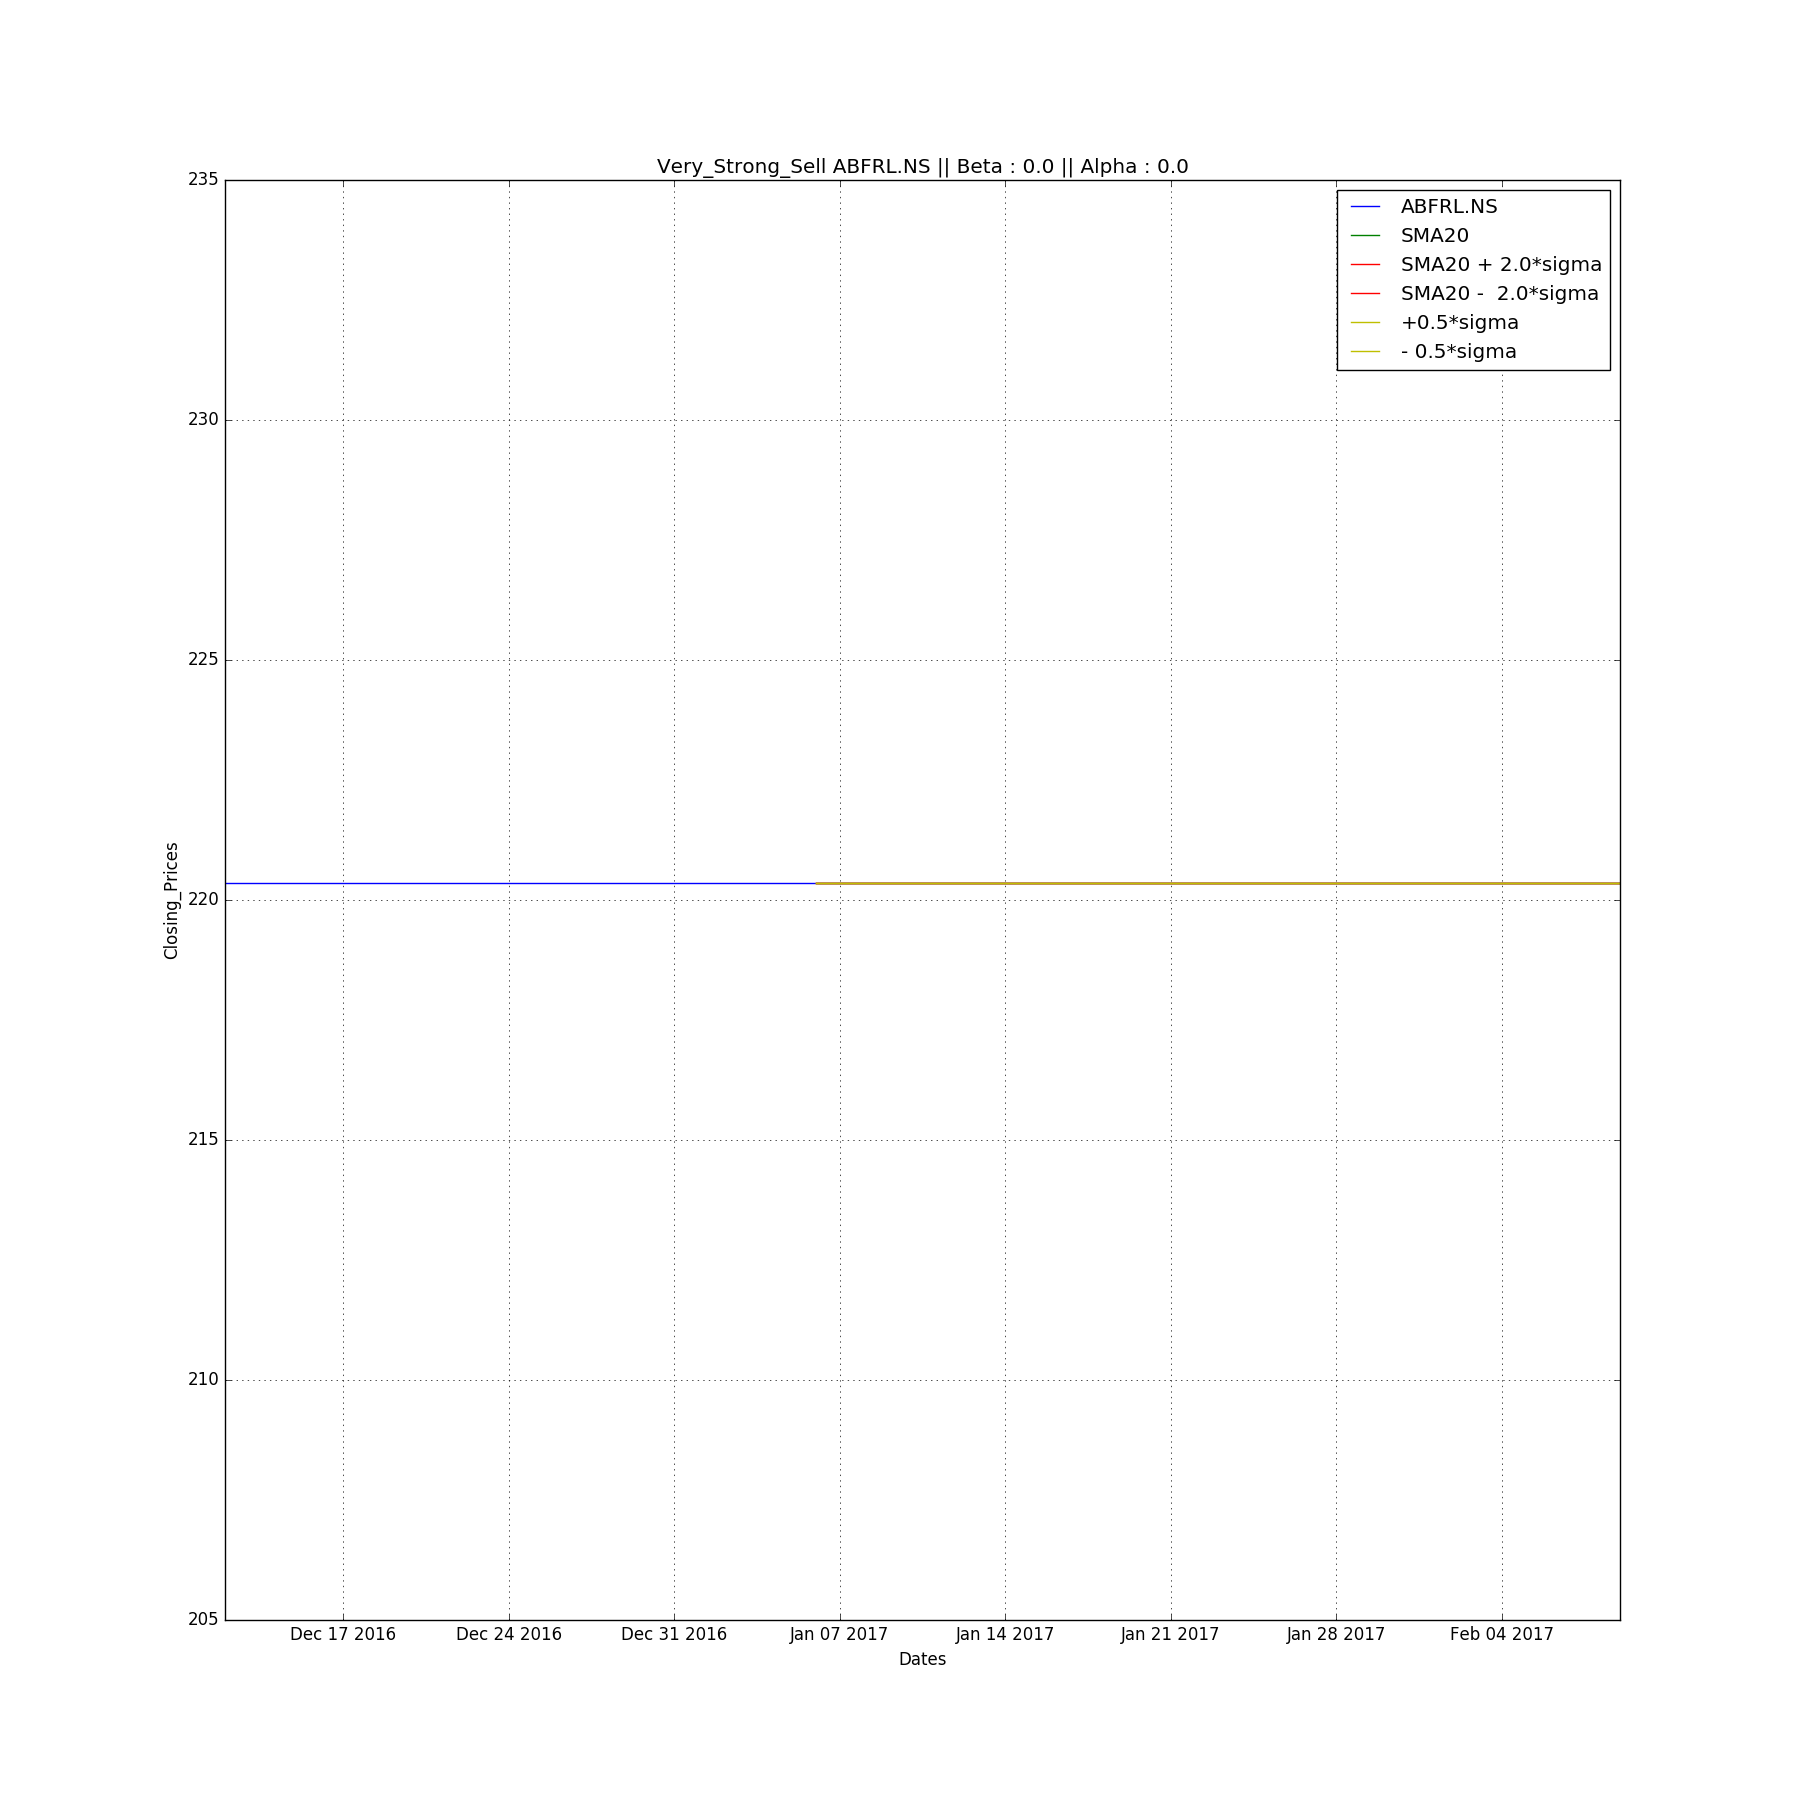 Very_Strong_Sell ABFRL.NS || Beta : 0.0 || Alpha : 0.0
235
230
225
220
215
210
205
Closing_Prices
ABFRL.NS
SMA20
SMA20 + 2.0*sigma
SMA20 -  2.0*sigma
+0.5*sigma
- 0.5*sigma
Dec 17 2016 Dec 24 2016 Dec 31 2016 Jan 07 2017 Jan 14 2017 Jan 21 2017 Jan 28 2017 Feb 04 2017
Dates